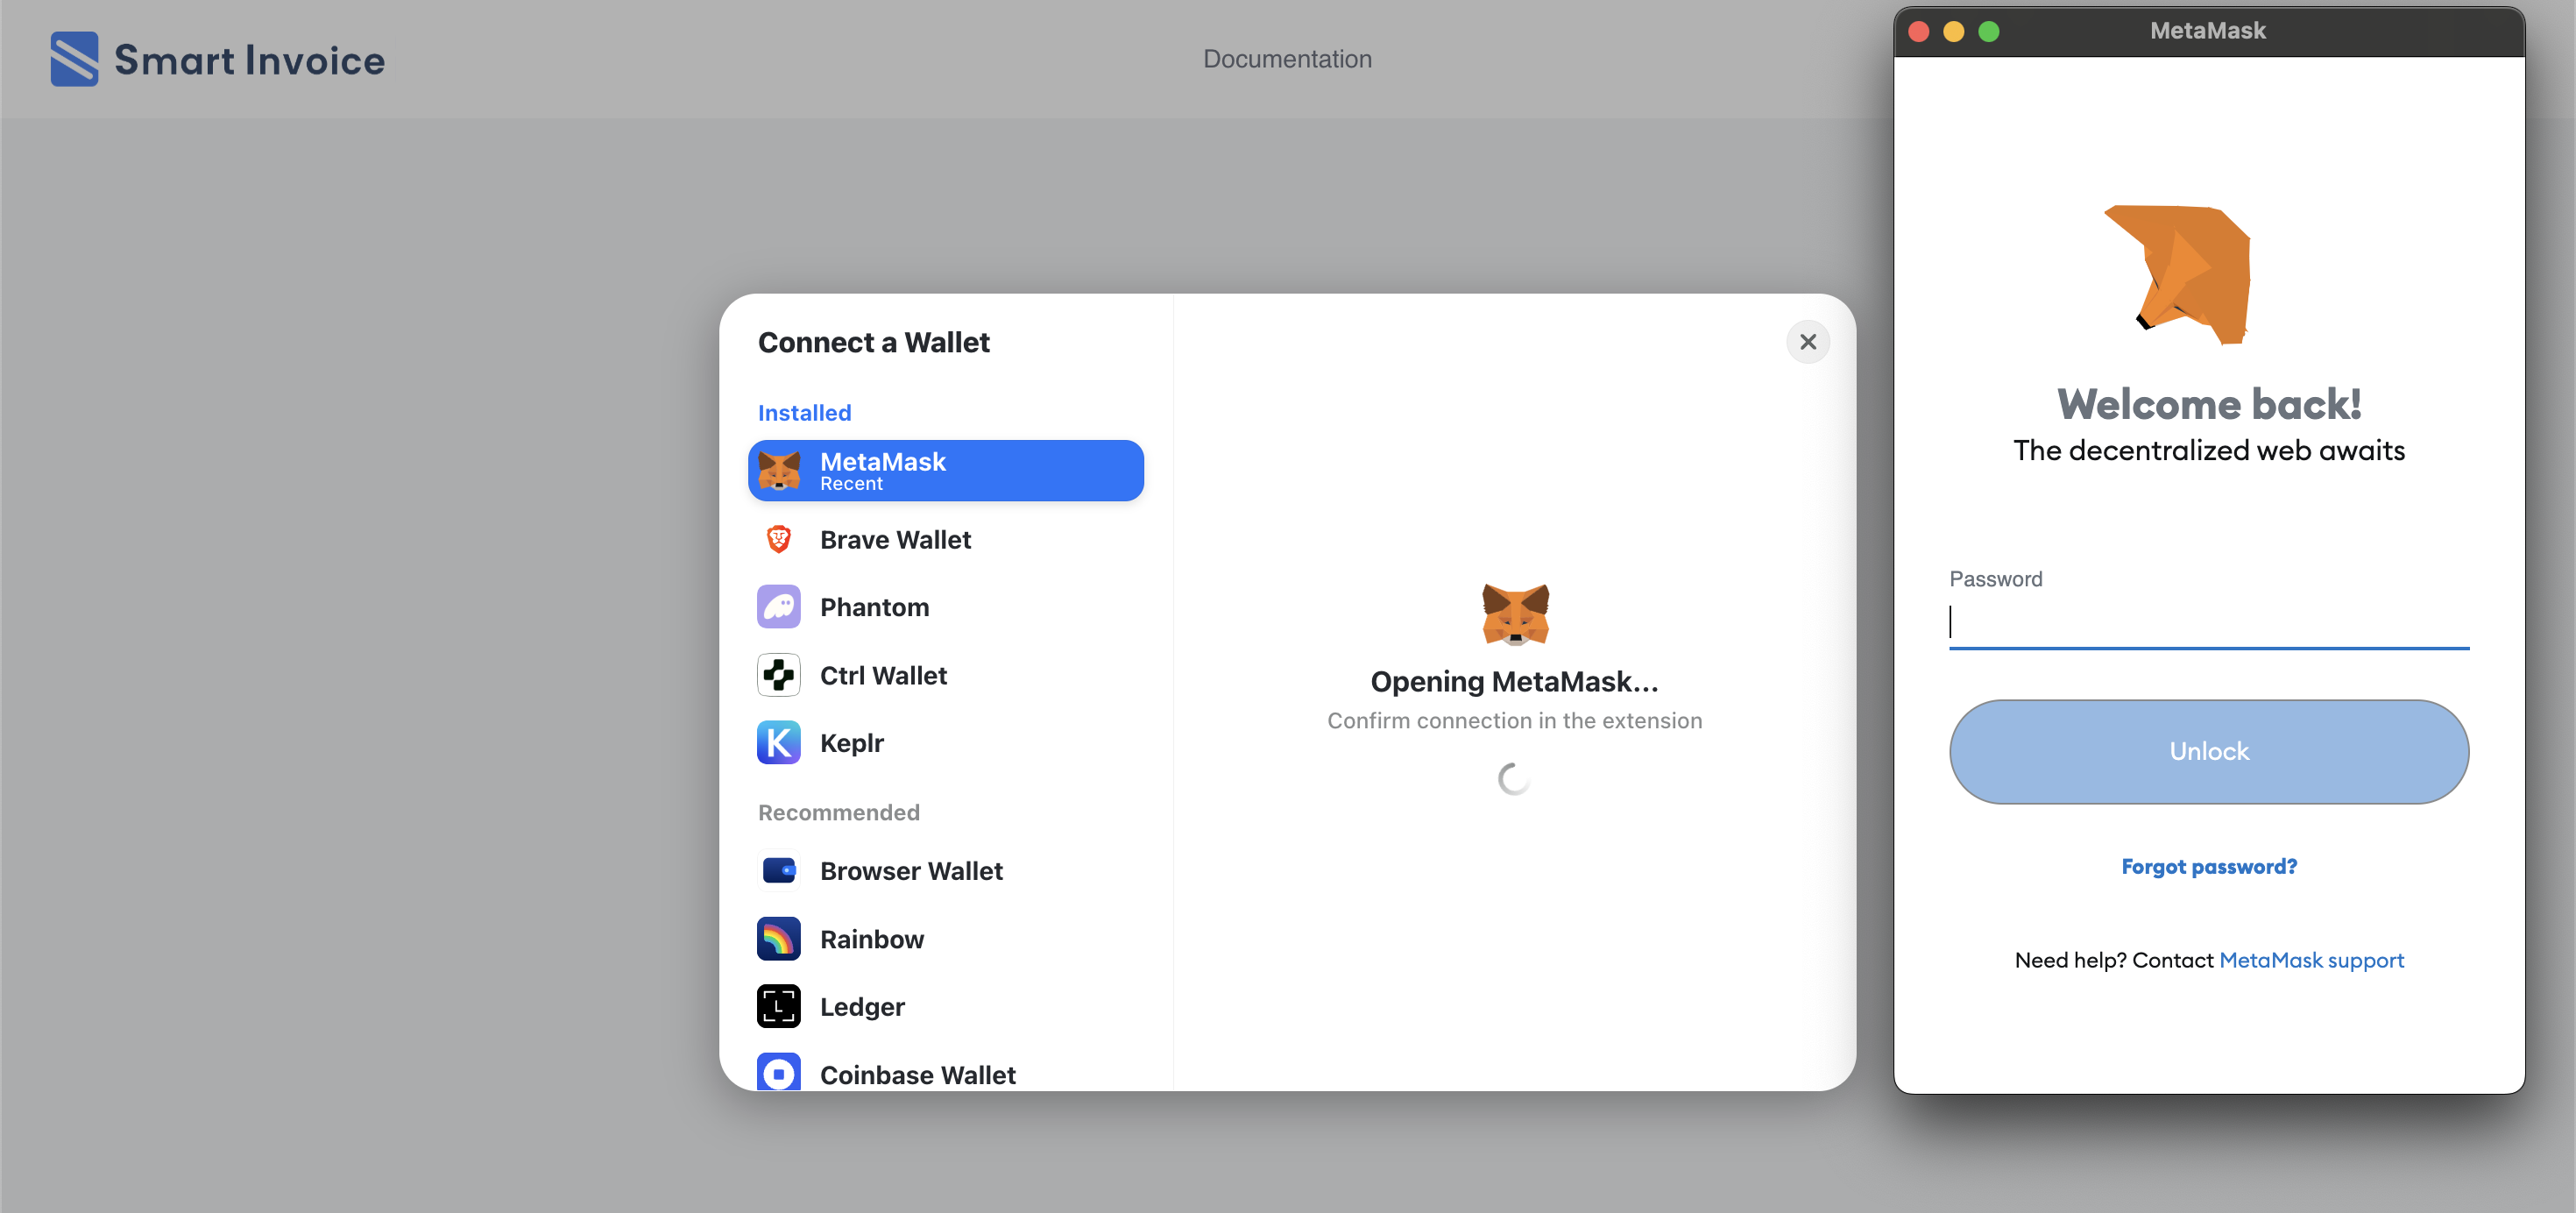 Smart Invoice
Documentation
Connect a Wallet
Installed
MetaMask
Recent
Brave Wallet
Phantom
Ctrl Wallet
Keplr
Recommended
Browser Wallet
Rainbow
Ledger
Coinbase Wallet
Opening MetaMask...
Confirm connection in the extension
MetaMask
Welcome back!
The decentralized web awaits
Password
Unlock
Forgot password?
Need help? Contact MetaMask support